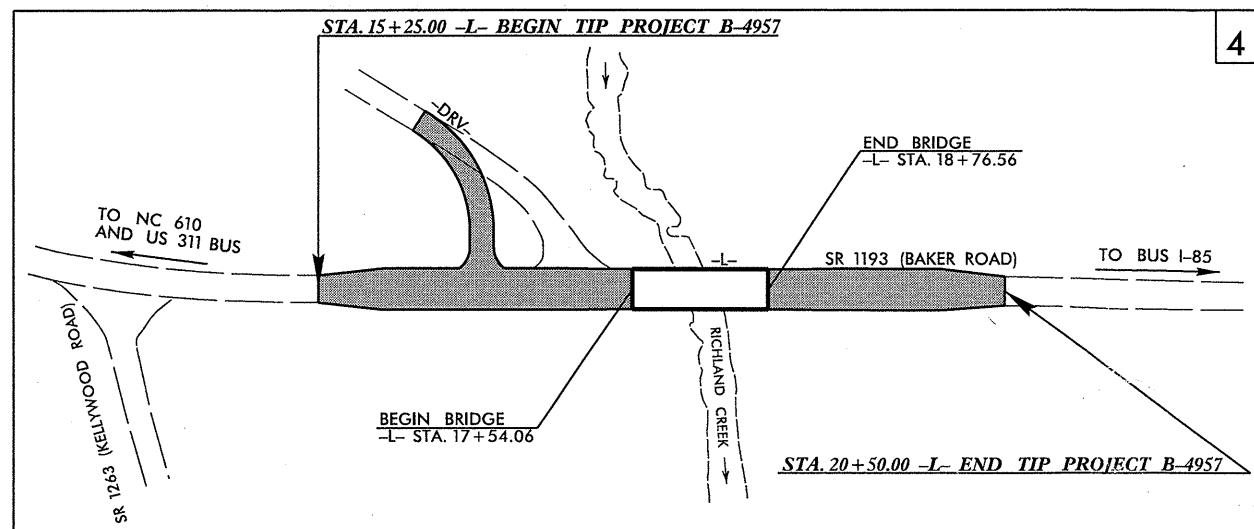 STA. 15+25.00 -L- BEGIN TIP PROJECT B-4957
4
-DRV-
END BRIDGE
-L- STA. 18+76.56
TO NC 610
AND US 311 BUS
-L-
SR 1193 (BAKER ROAD)
TO BUS I-85
SR 1263 (KELLYWOOD ROAD)
BEGIN BRIDGE
-L- STA. 17+54.06
RICHLAND CREEK
STA. 20+50.00 -L- END TIP PROJECT B-4957